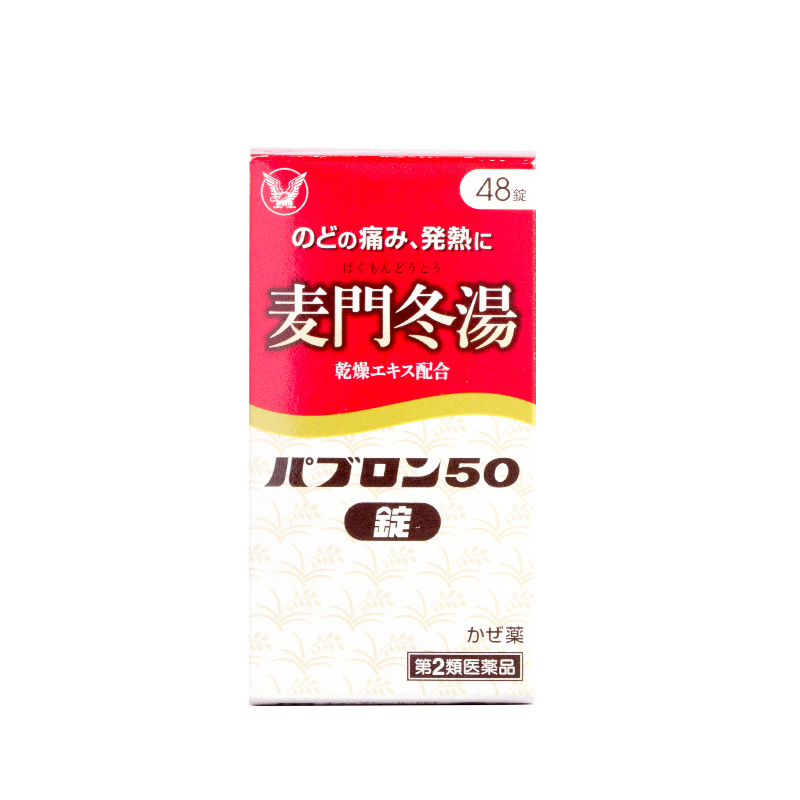 48錠
のどの痛み、発熱に
ばくもんどうとう
麦門冬湯
乾燥エキス配合
パブロン50
錠
かぜ薬
第2類医薬品